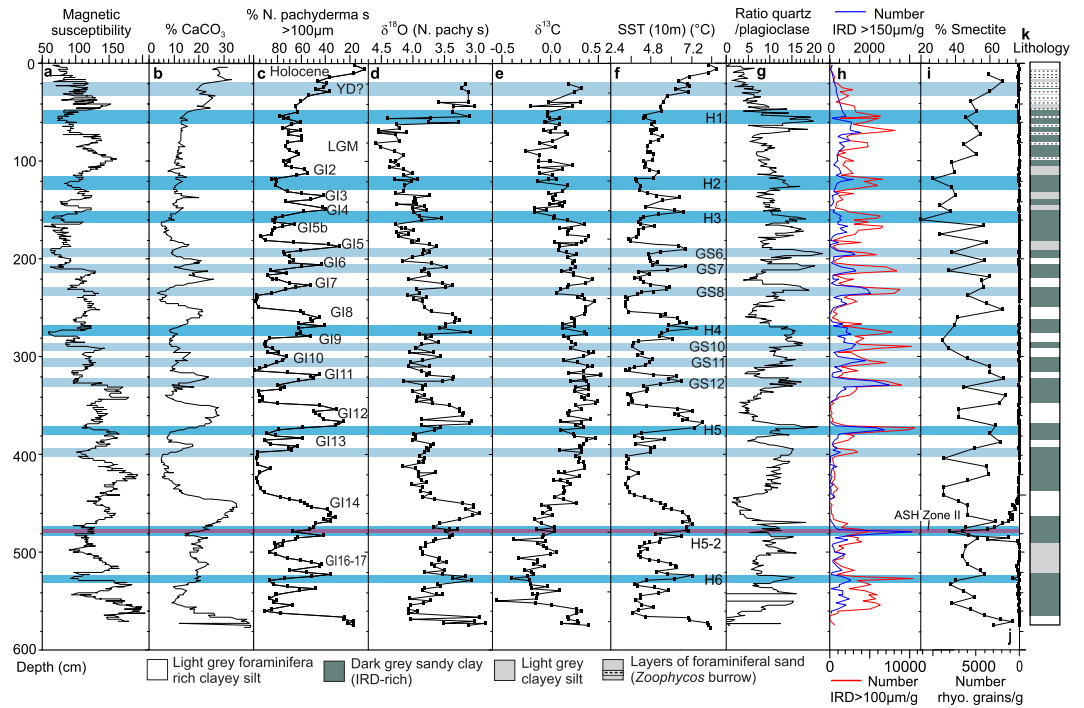 Magnetic
susceptibility
50 100 150 200
% CaCO₃
0 10 20 30
% N. pachyderma s
>100μm
100 80 60 40 20
δ¹⁸O (N. pachy s)
4.5 4.0 3.5 3.0
δ¹³C
-0.5 0.0 0.5
SST (10m) (°C)
2.4 4.8 7.2
Ratio quartz
/plagioclase
0 5 10 15 20
Number
IRD >150μm/g
0 2000
% Smectite
20 40 60
k
Lithology
a b c d e f g h i
0
100
200
300
400
500
600
Holocene
YD?
H1
LGM
GI2
H2
GI3
GI4
H3
GI5b
GI5
GS6
GI6
GS7
GI7
GS8
GI8
H4
GI9
GS10
GI10
GS11
GI11
GS12
GI12
H5
GI13
GI14
ASH Zone II
H5-2
GI16-17
H6
j
Depth (cm)
0 10000
5000 0
Light grey foraminifera
rich clayey silt
Dark grey sandy clay
(IRD-rich)
Light grey
clayey silt
Layers of foraminiferal sand
(Zoophycos burrow)
Number
IRD>100μm/g
Number
rhyo. grains/g